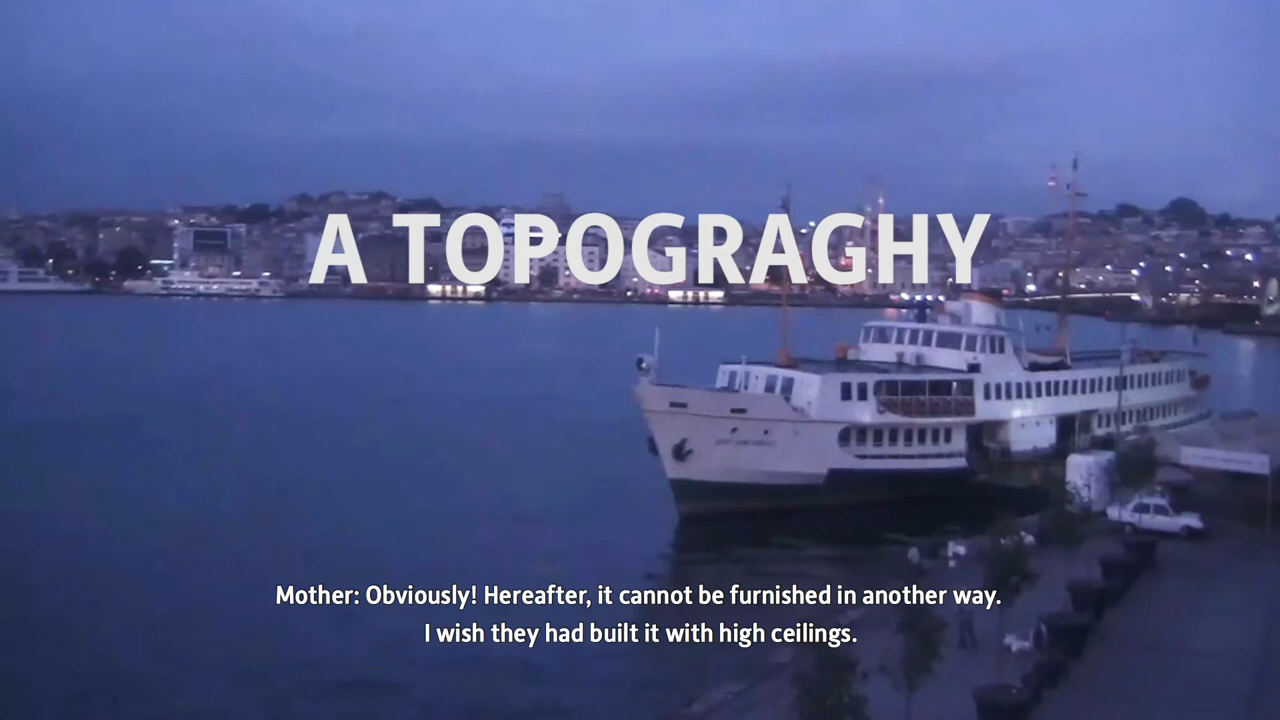 A TOPOGRAGHY
Mother: Obviously! Hereafter, it cannot be furnished in another way.
I wish they had built it with high ceilings.